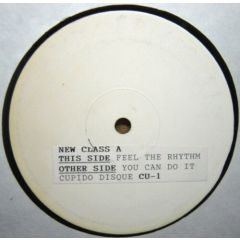 NEW CLASS A
THIS SIDE FEEL THE RHYTHM
OTHER SIDE YOU CAN DO IT
CUPIDO DISQUE CU-1